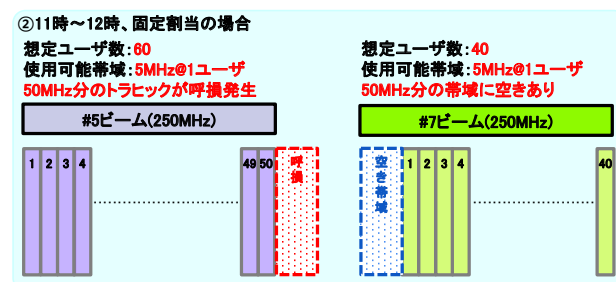 ②11時～12時、固定割当の場合
想定ユーザ数：60
使用可能帯域：5MHz@1ユーザ
50MHz分のトラヒックが呼損発生
#5ビーム(250MHz)
1 2 3 4 49 50 呼損
想定ユーザ数：40
使用可能帯域：5MHz@1ユーザ
50MHz分の帯域に空きあり
#7ビーム(250MHz)
空き帯域 1 2 3 4 40